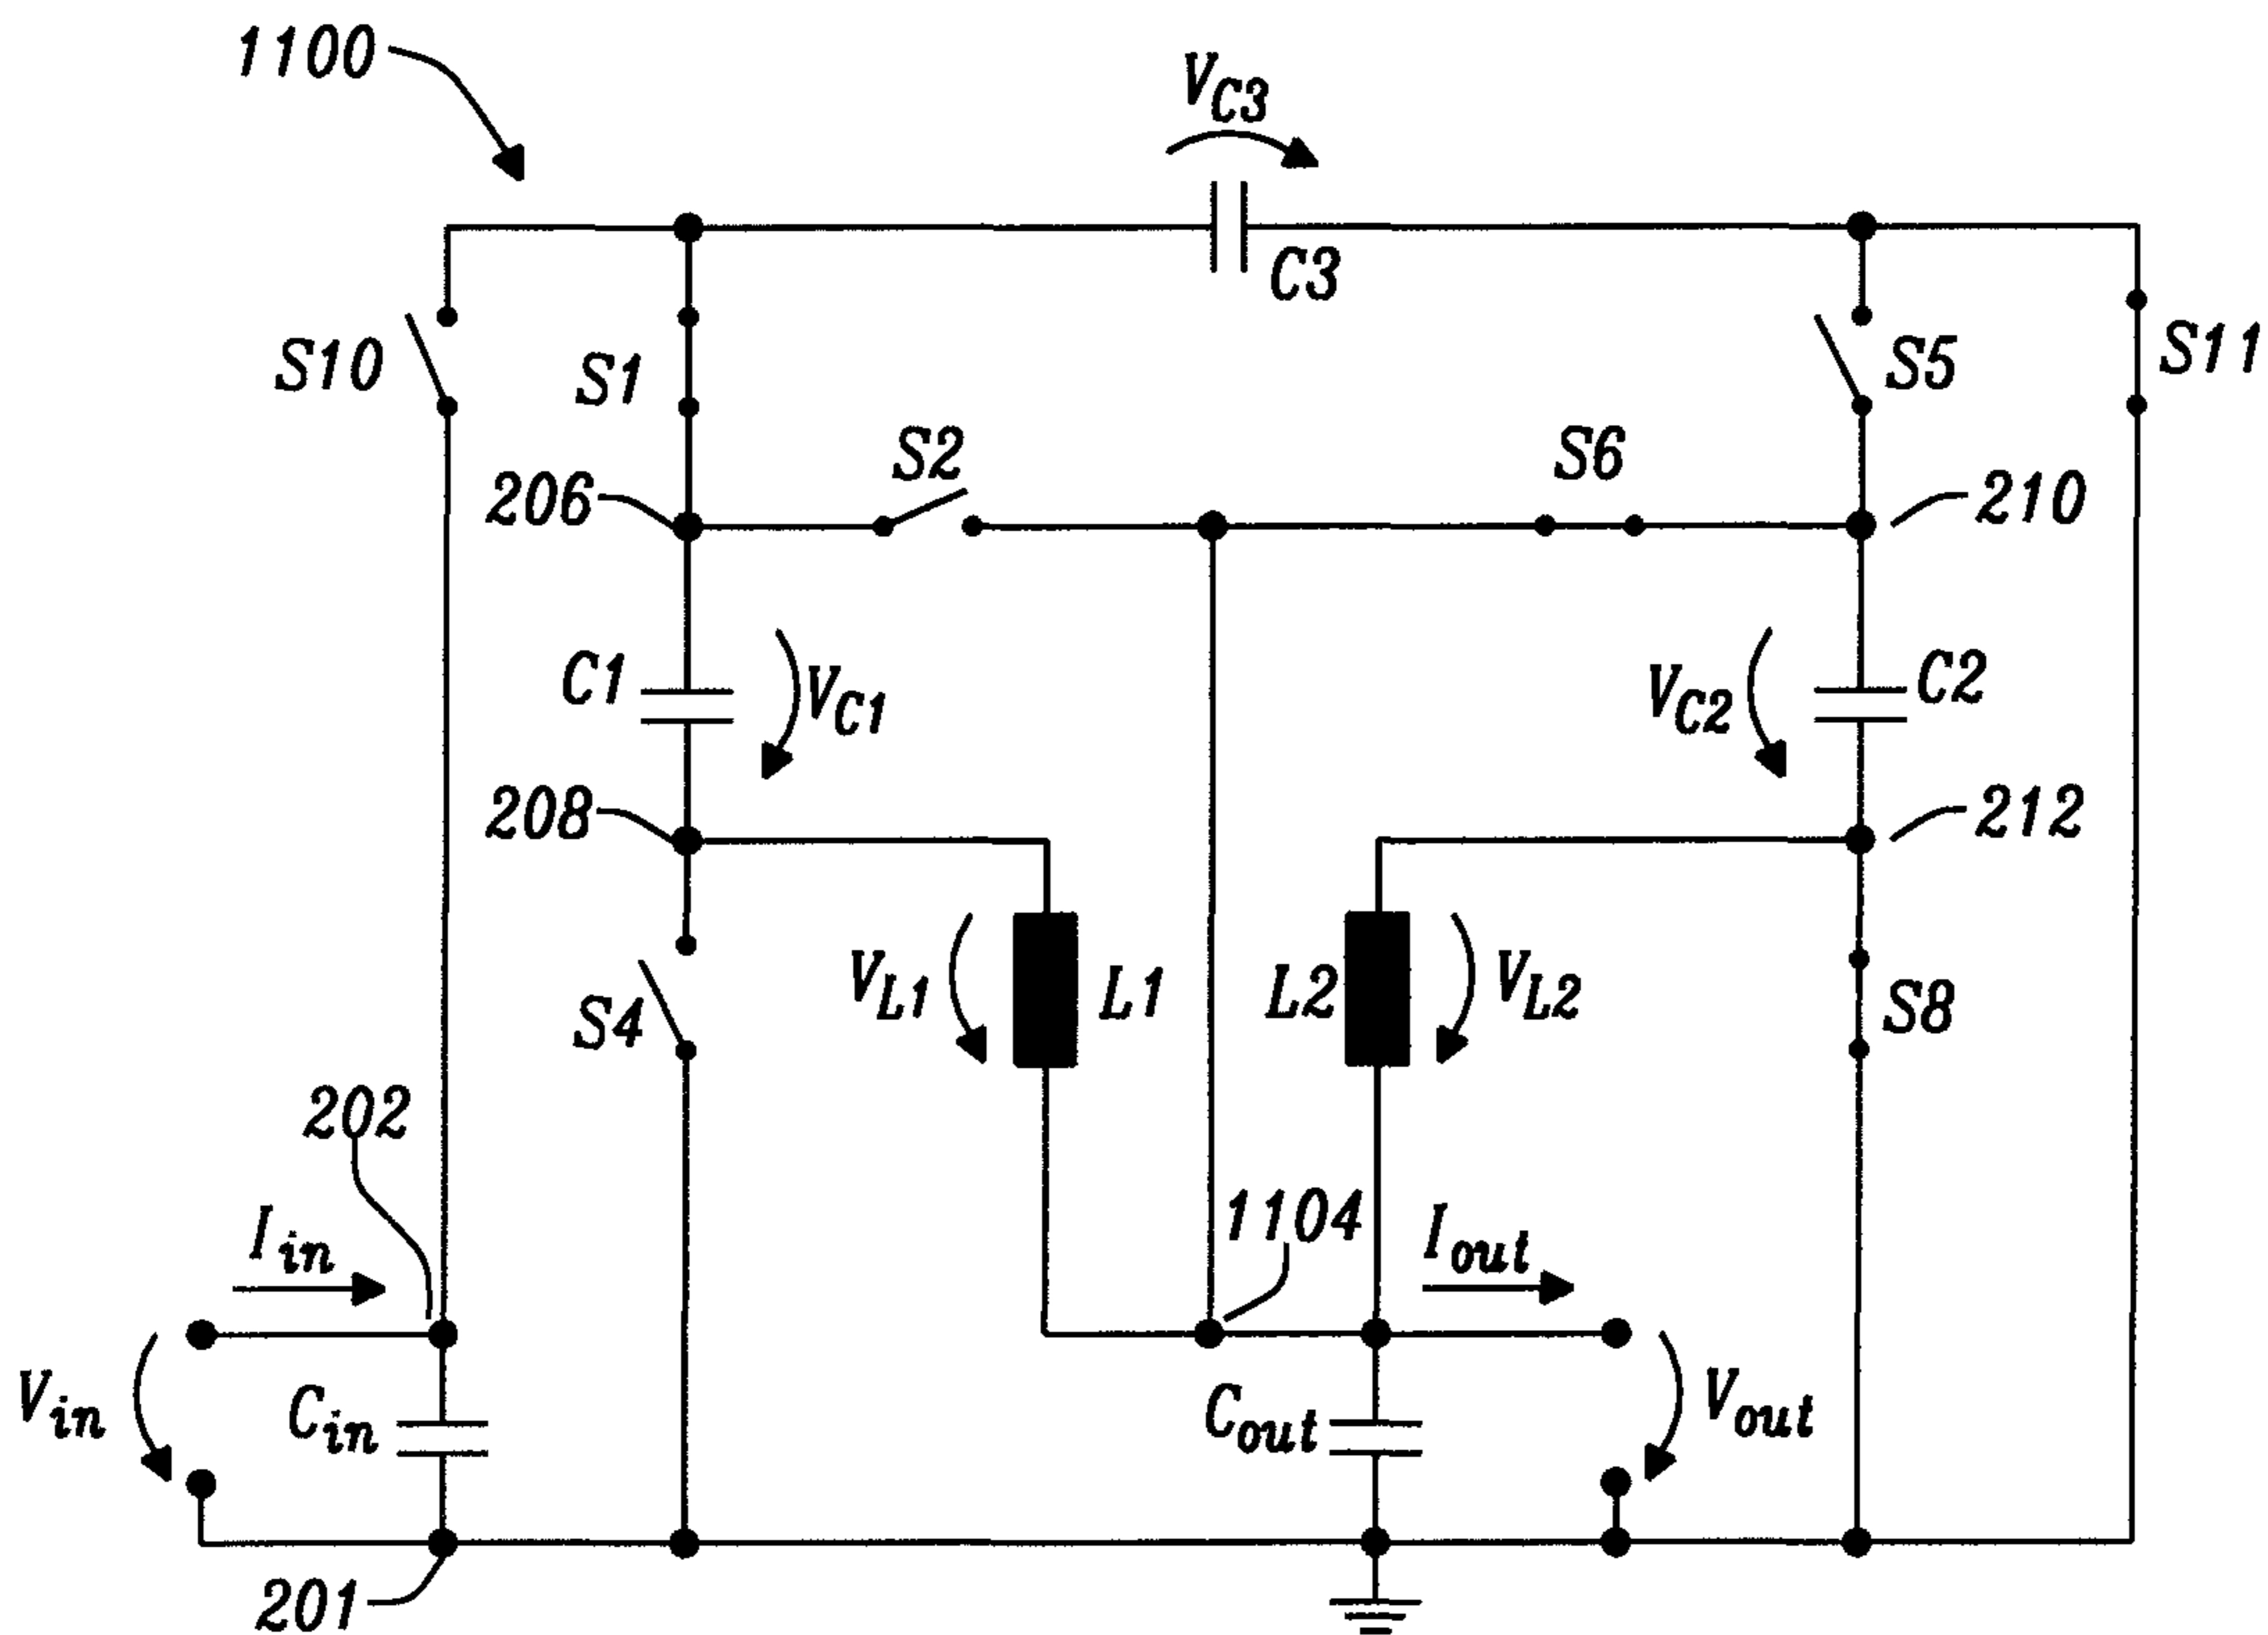 1100
VC3
C3
S10
S1
S5
S11
S2
S6
206
210
C1
VC1
VC2
C2
208
212
VL1
L1
L2
VL2
S4
S8
202
1104
Iin
Iout
Vin
Cin
Cout
Vout
201